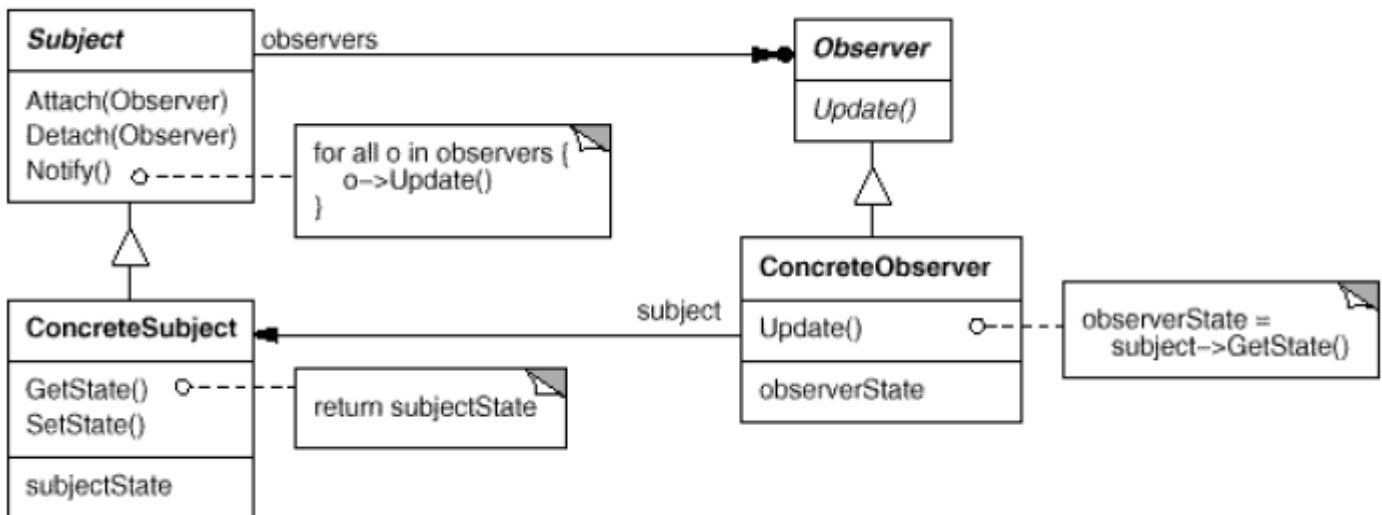 Subject
observers
Observer
Attach(Observer)
Detach(Observer)
Notify()
for all o in observers {
o->Update()
}
Update()
ConcreteSubject
GetState()
SetState()
subjectState
return subjectState
subject
ConcreteObserver
Update()
observerState
observerState =
subject->GetState()